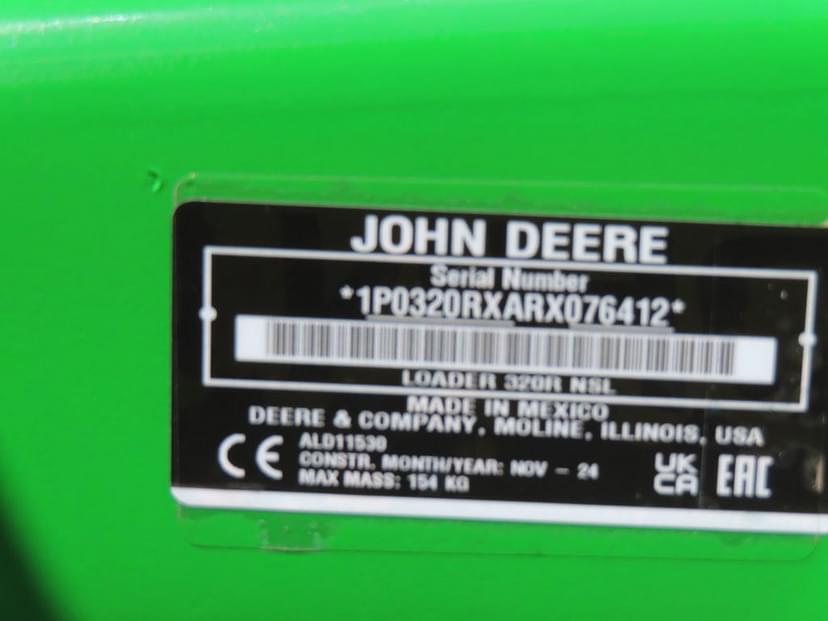 JOHN DEERE
Serial Number
*1P0320RXARX076412*
LOADER 320R NSL
MADE IN MEXICO
DEERE & COMPANY, MOLINE, ILLINOIS, USA
CE
ALD11530
CONSTR. MONTH/YEAR: NOV - 24
MAX MASS: 154 KG
UK
CA
EAC